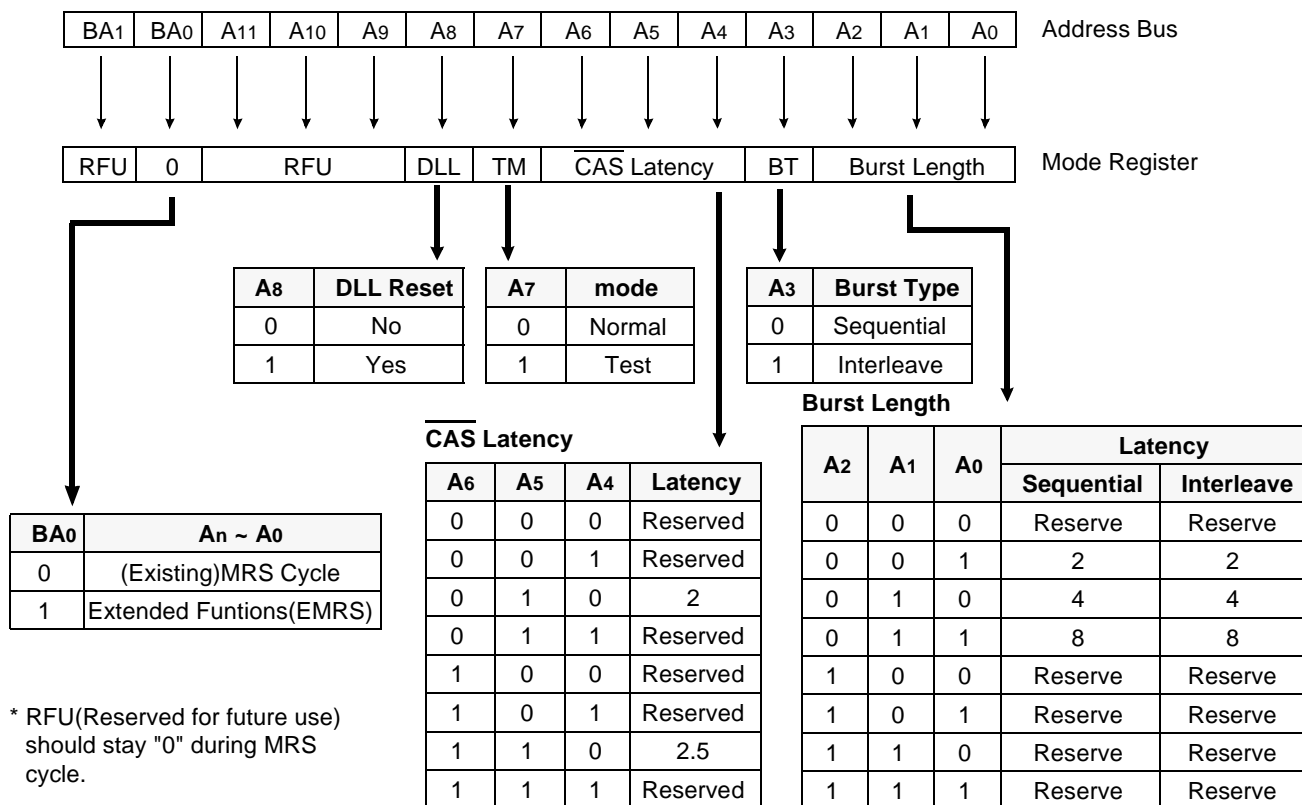 BA1 BA0 A11 A10 A9 A8 A7 A6 A5 A4 A3 A2 A1 A0 Address Bus
RFU 0 RFU DLL TM CAS Latency BT Burst Length Mode Register
A8 DLL Reset
0 No
1 Yes
A7 mode
0 Normal
1 Test
A3 Burst Type
0 Sequential
1 Interleave
BA0 An ~ A0
0 (Existing)MRS Cycle
1 Extended Funtions(EMRS)
* RFU(Reserved for future use)
should stay "0" during MRS
cycle.
CAS Latency
A6 A5 A4 Latency
0 0 0 Reserved
0 0 1 Reserved
0 1 0 2
0 1 1 Reserved
1 0 0 Reserved
1 0 1 Reserved
1 1 0 2.5
1 1 1 Reserved
Burst Length
A2 A1 A0 Latency
Sequential Interleave
0 0 0 Reserve Reserve
0 0 1 2 2
0 1 0 4 4
0 1 1 8 8
1 0 0 Reserve Reserve
1 0 1 Reserve Reserve
1 1 0 Reserve Reserve
1 1 1 Reserve Reserve